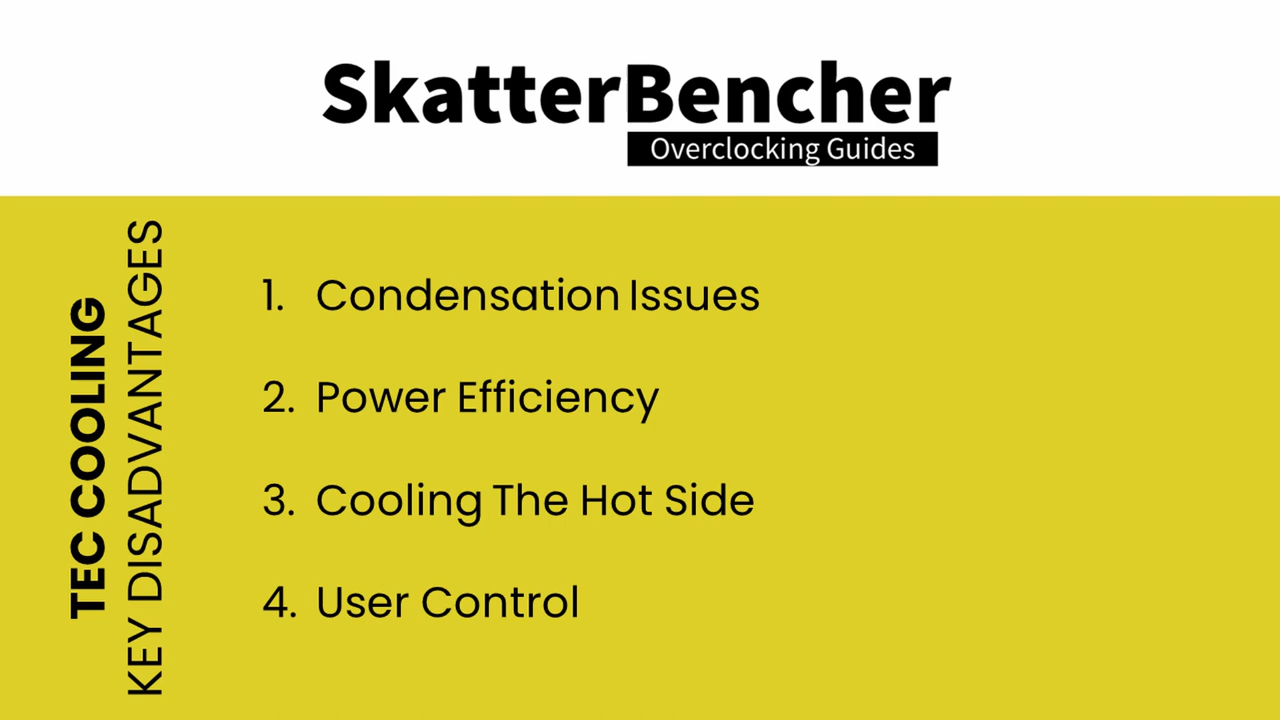 SkatterBencher
Overclocking Guides
TEC COOLING
KEY DISADVANTAGES
1. Condensation Issues
2. Power Efficiency
3. Cooling The Hot Side
4. User Control